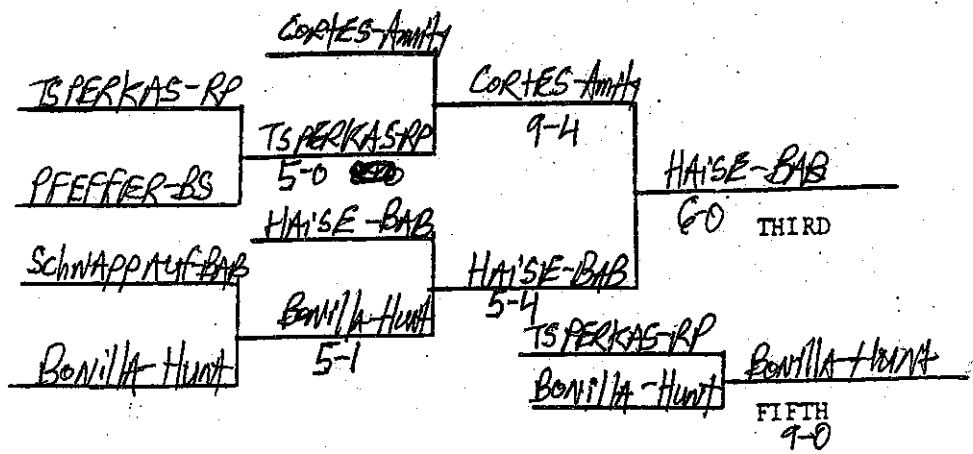 CORTES-Amity
TSPERKAS-RP
CORTES-Amity
9-4
TSPERKAS-RP
5-0
PFEFFER-BS
HAiSE-BAB
6-0 THIRD
HAiSE-BAB
SchNAppAuf-BAB
HAiSE-BAB
5-4
Bonilla-Hunt
5-1
TSPERKAS-RP
BoNillA-Hunt
BoNillA-Hunt
BoNillA-HuNt
FIFTH
9-0